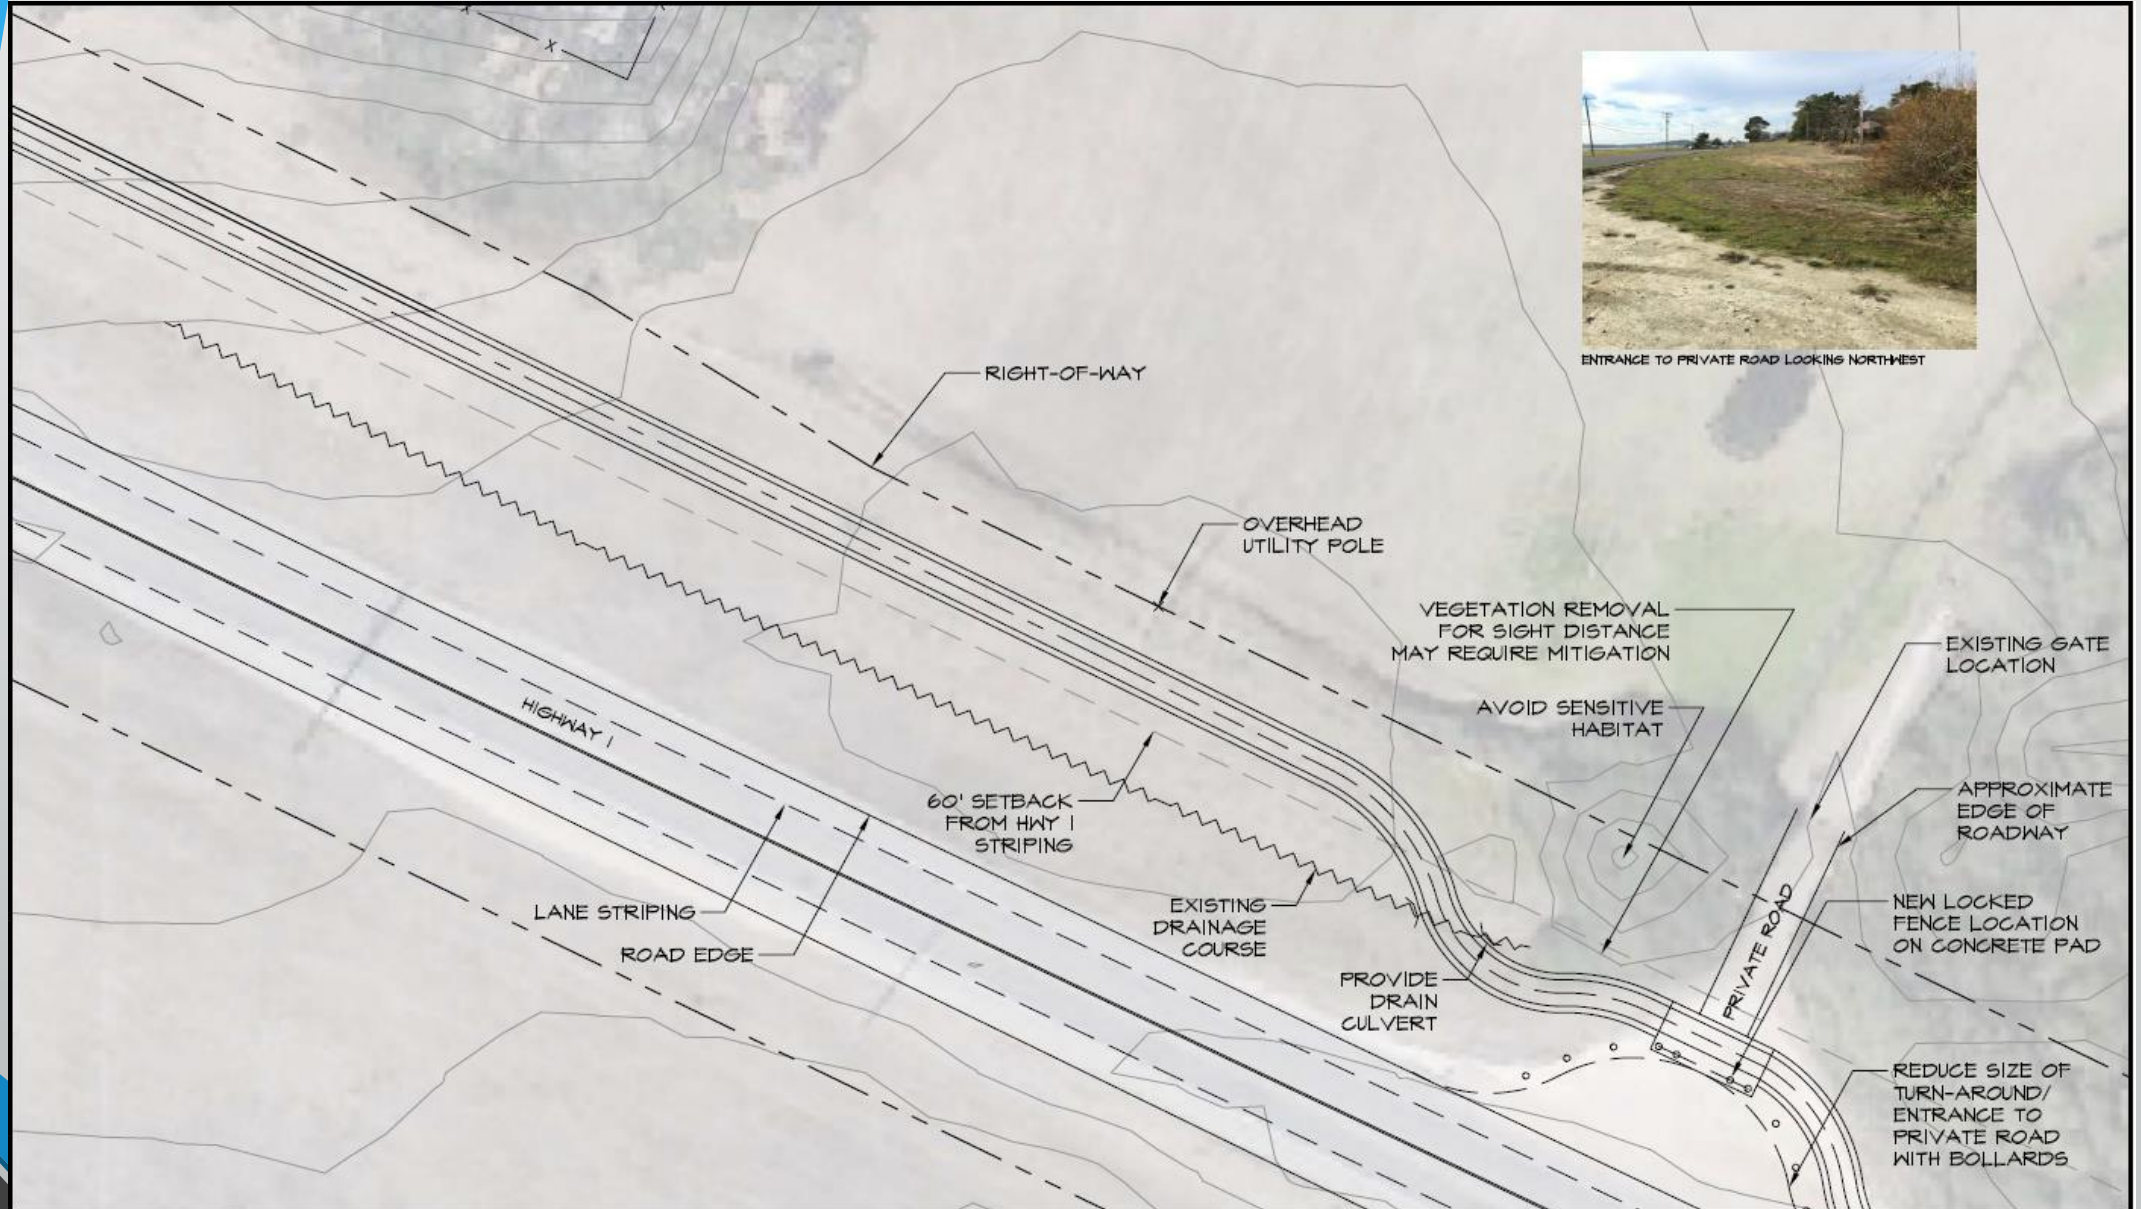 ENTRANCE TO PRIVATE ROAD LOOKING NORTHWEST
RIGHT-OF-WAY
OVERHEAD
UTILITY POLE
VEGETATION REMOVAL
FOR SIGHT DISTANCE
MAY REQUIRE MITIGATION
EXISTING GATE
LOCATION
AVOID SENSITIVE
HABITAT
HIGHWAY 1
60' SETBACK
FROM HWY 1
STRIPING
APPROXIMATE
EDGE OF
ROADWAY
LANE STRIPING
ROAD EDGE
EXISTING
DRAINAGE
COURSE
PRIVATE ROAD
NEW LOCKED
FENCE LOCATION
ON CONCRETE PAD
PROVIDE
DRAIN
CULVERT
REDUCE SIZE OF
TURN-AROUND/
ENTRANCE TO
PRIVATE ROAD
WITH BOLLARDS
X
X